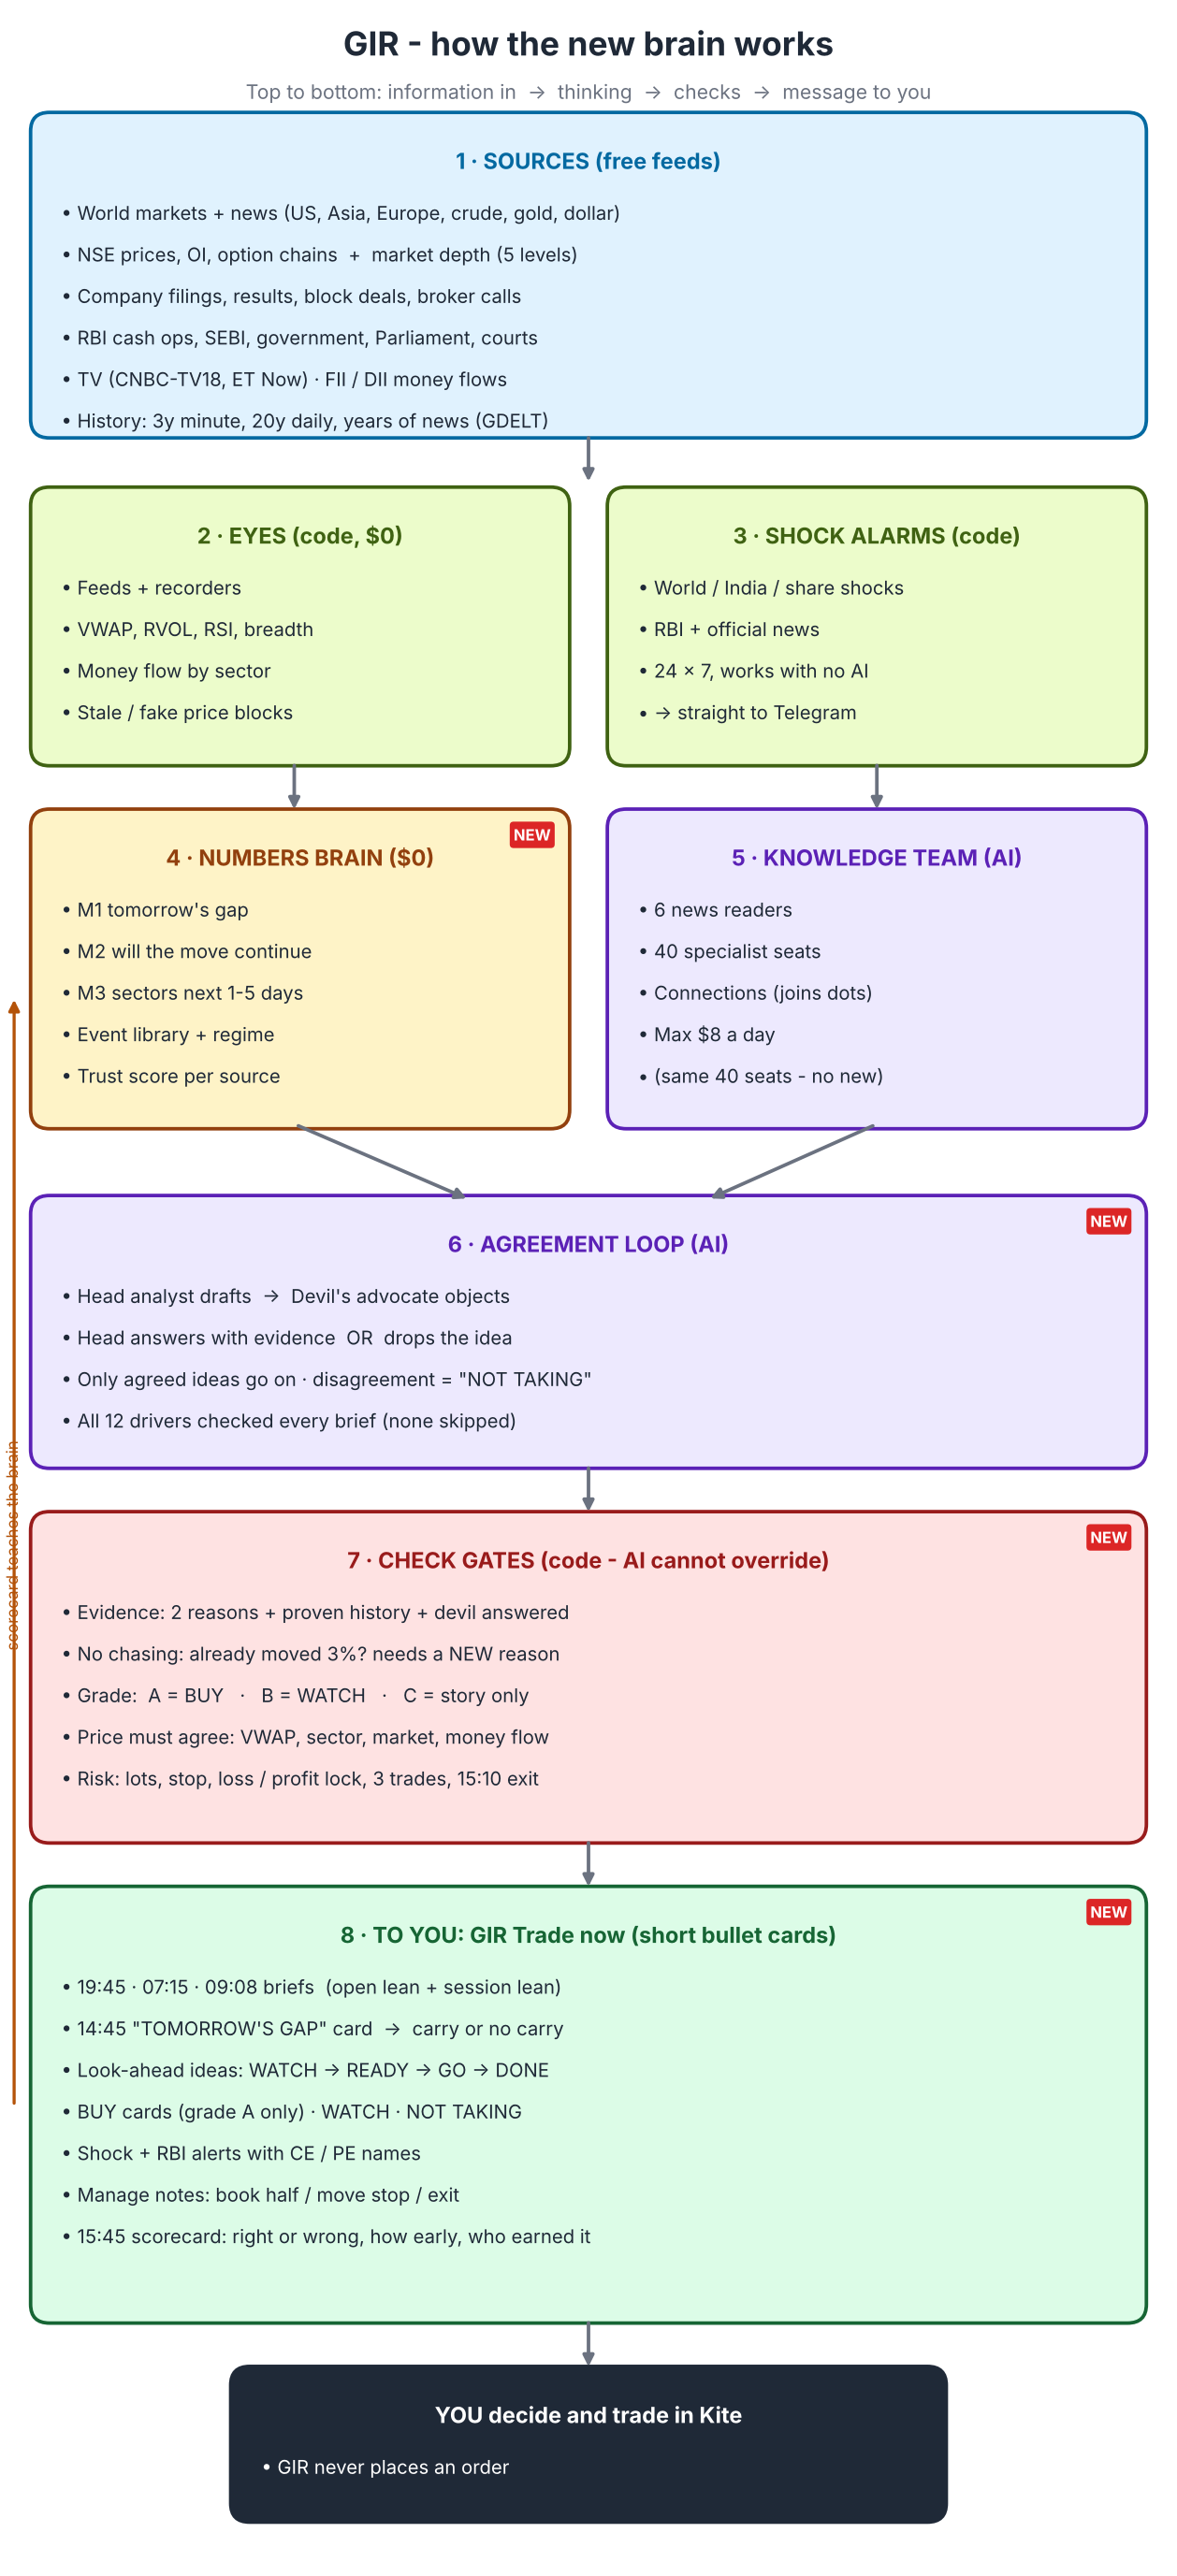 GIR - how the new brain works
Top to bottom: information in → thinking → checks → message to you
1 · SOURCES (free feeds)
• World markets + news (US, Asia, Europe, crude, gold, dollar)
• NSE prices, OI, option chains + market depth (5 levels)
• Company filings, results, block deals, broker calls
• RBI cash ops, SEBI, government, Parliament, courts
• TV (CNBC-TV18, ET Now) · FII / DII money flows
• History: 3y minute, 20y daily, years of news (GDELT)
2 · EYES (code, $0)
• Feeds + recorders
• VWAP, RVOL, RSI, breadth
• Money flow by sector
• Stale / fake price blocks
3 · SHOCK ALARMS (code)
• World / India / share shocks
• RBI + official news
• 24 × 7, works with no AI
• → straight to Telegram
NEW
4 · NUMBERS BRAIN ($0)
• M1 tomorrow's gap
• M2 will the move continue
• M3 sectors next 1-5 days
• Event library + regime
• Trust score per source
5 · KNOWLEDGE TEAM (AI)
• 6 news readers
• 40 specialist seats
• Connections (joins dots)
• Max $8 a day
• (same 40 seats - no new)
NEW
6 · AGREEMENT LOOP (AI)
• Head analyst drafts → Devil's advocate objects
• Head answers with evidence OR drops the idea
• Only agreed ideas go on · disagreement = "NOT TAKING"
• All 12 drivers checked every brief (none skipped)
scorecard teaches the brain
NEW
7 · CHECK GATES (code - AI cannot override)
• Evidence: 2 reasons + proven history + devil answered
• No chasing: already moved 3%? needs a NEW reason
• Grade: A = BUY · B = WATCH · C = story only
• Price must agree: VWAP, sector, market, money flow
• Risk: lots, stop, loss / profit lock, 3 trades, 15:10 exit
NEW
8 · TO YOU: GIR Trade now (short bullet cards)
• 19:45 · 07:15 · 09:08 briefs (open lean + session lean)
• 14:45 "TOMORROW'S GAP" card → carry or no carry
• Look-ahead ideas: WATCH → READY → GO → DONE
• BUY cards (grade A only) · WATCH · NOT TAKING
• Shock + RBI alerts with CE / PE names
• Manage notes: book half / move stop / exit
• 15:45 scorecard: right or wrong, how early, who earned it
YOU decide and trade in Kite
• GIR never places an order